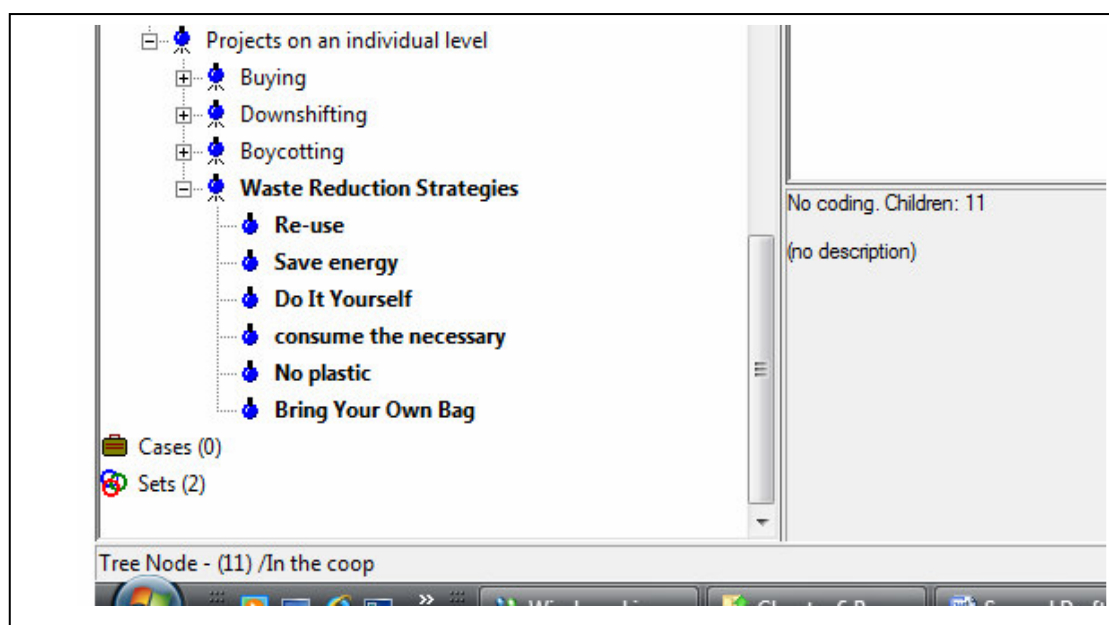 Projects on an individual level
Buying
Downshifting
Boycotting
Waste Reduction Strategies
Re-use
Save energy
Do It Yourself
consume the necessary
No plastic
Bring Your Own Bag
Cases (0)
Sets (2)
No coding. Children: 11
(no description)
Tree Node - (11) /In the coop